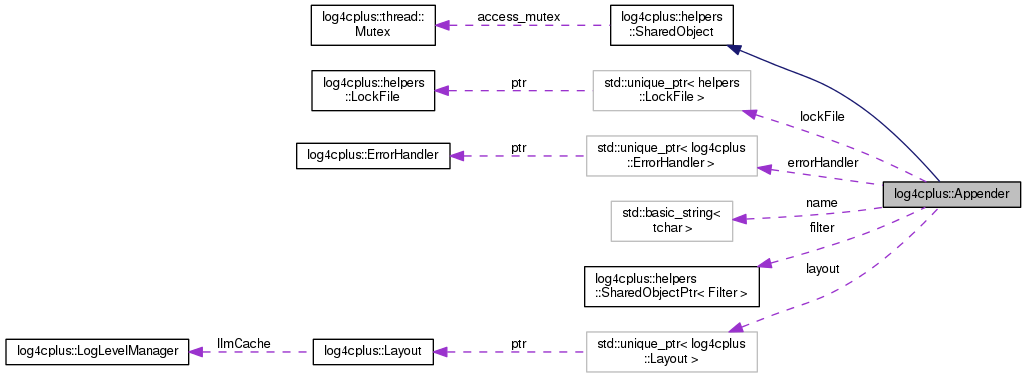 log4cplus::thread::
Mutex
access_mutex
log4cplus::helpers
::SharedObject
log4cplus::helpers
::LockFile
ptr
std::unique_ptr< helpers
::LockFile >
lockFile
log4cplus::ErrorHandler
ptr
std::unique_ptr< log4cplus
::ErrorHandler >
errorHandler
log4cplus::Appender
std::basic_string<
tchar >
name
filter
log4cplus::helpers
::SharedObjectPtr< Filter >
layout
log4cplus::LogLevelManager
llmCache
log4cplus::Layout
ptr
std::unique_ptr< log4cplus
::Layout >